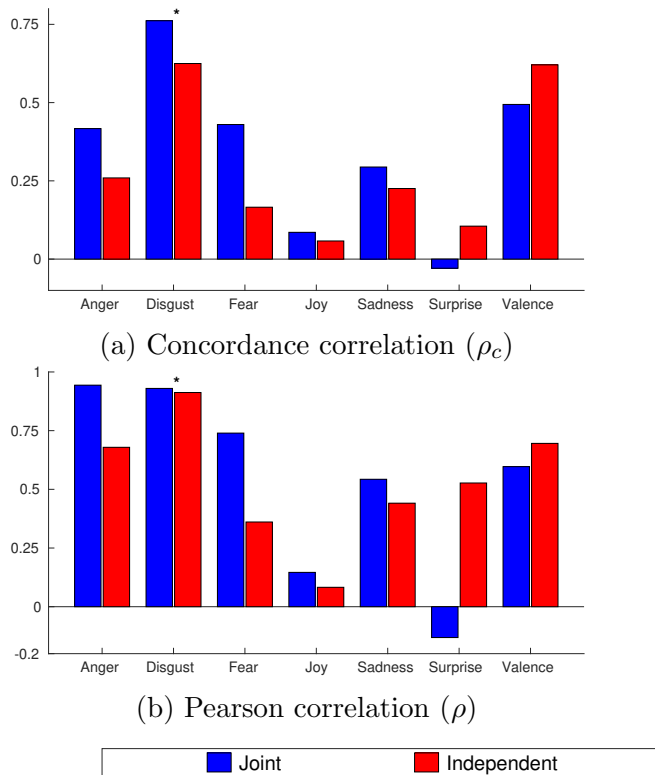 0.75
*
0.5
0.25
0
Anger Disgust Fear Joy Sadness Surprise Valence
(a) Concordance correlation (ρc)
1
*
0.75
0.5
0.25
0
-0.2
Anger Disgust Fear Joy Sadness Surprise Valence
(b) Pearson correlation (ρ)
Joint Independent